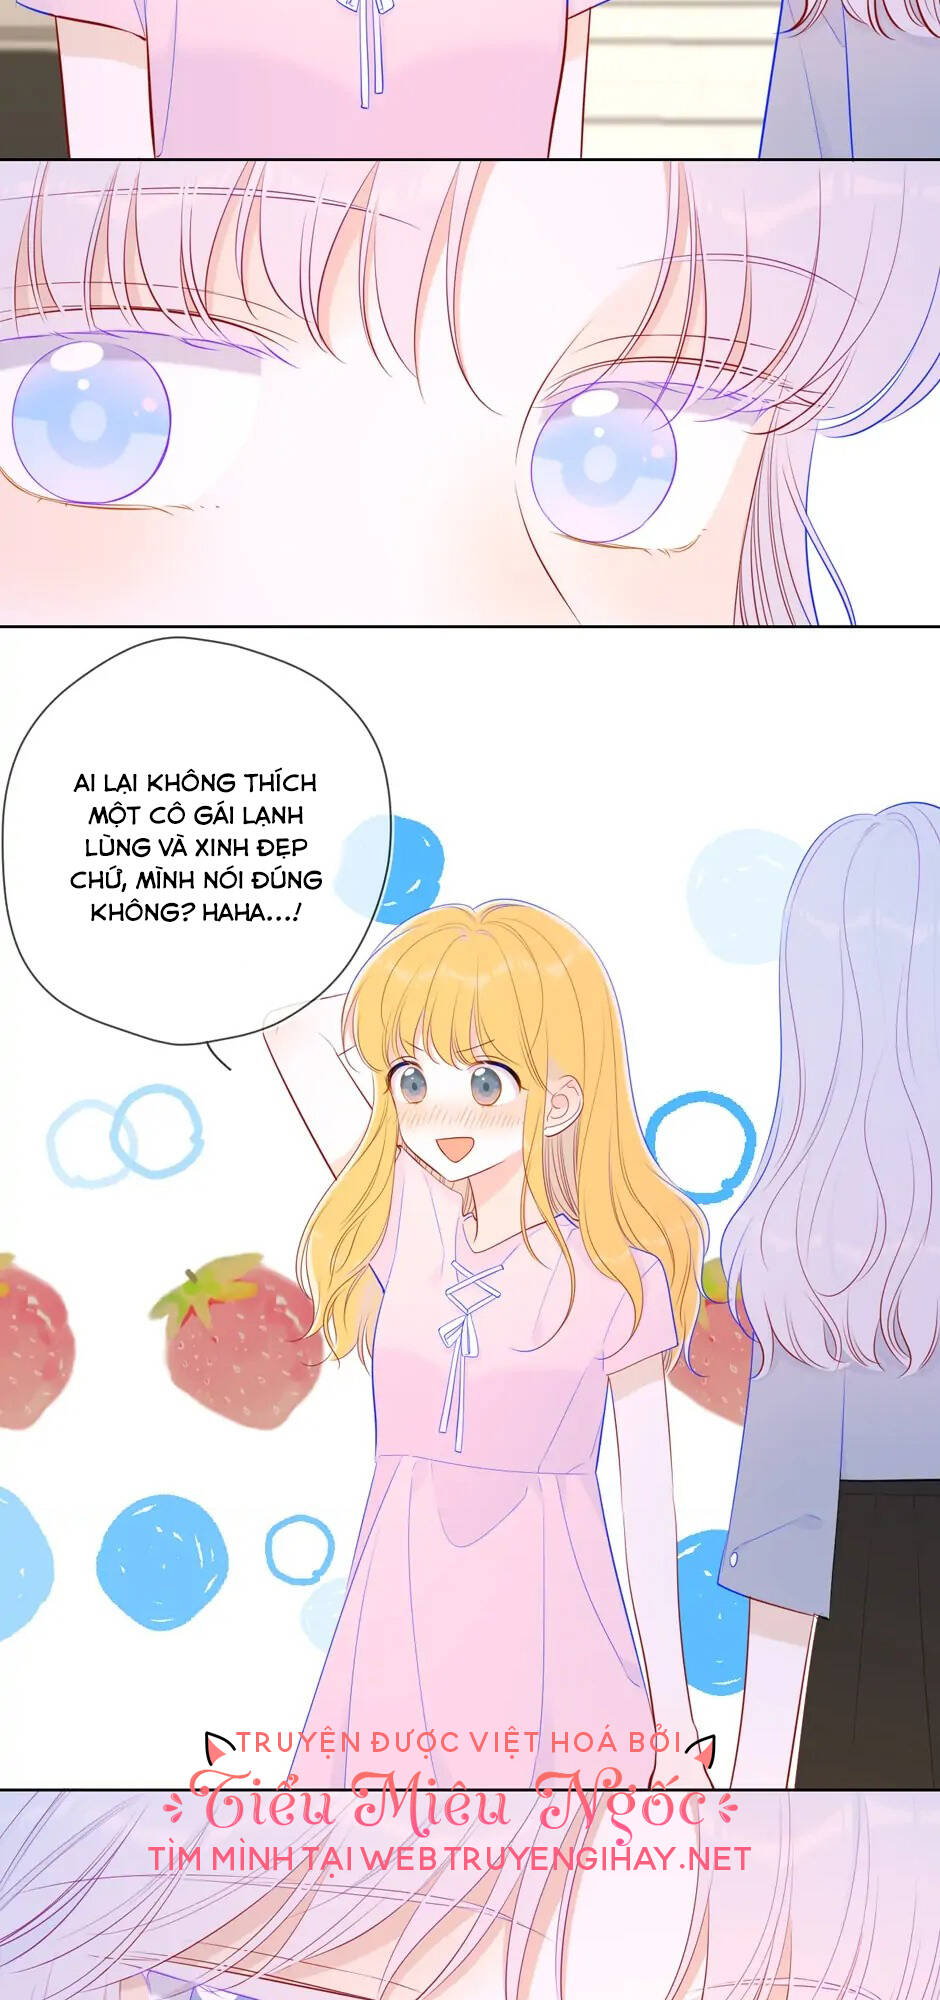 AI LẠI KHÔNG THÍCH
MỘT CÔ GÁI LẠNH
LÙNG VÀ XINH ĐẸP
CHỨ, MÌNH NÓI ĐÚNG
KHÔNG? HAHA...!
TRUYỆN ĐƯỢC VIỆT HOÁ BỞI
Tiểu Miêu Ngốc
TÌM MÌNH TẠI WEBTRUYENGIHAY.NET